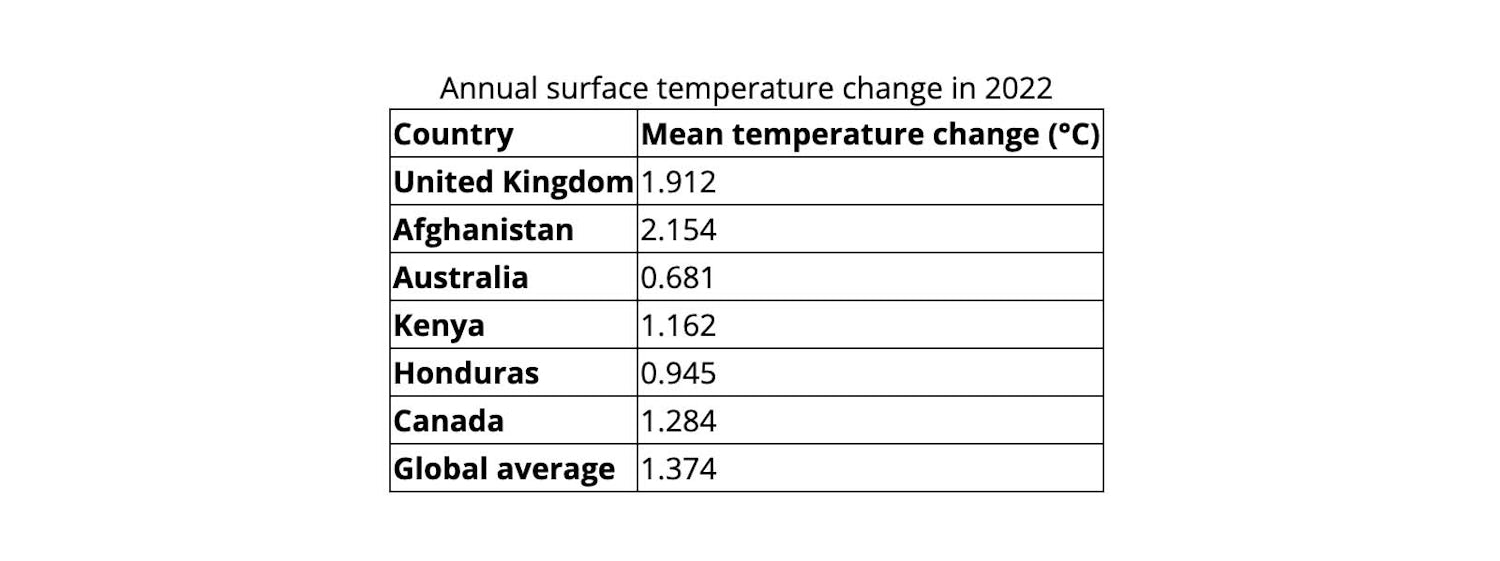 Annual surface temperature change in 2022
Country Mean temperature change (°C)
United Kingdom 1.912
Afghanistan 2.154
Australia 0.681
Kenya 1.162
Honduras 0.945
Canada 1.284
Global average 1.374